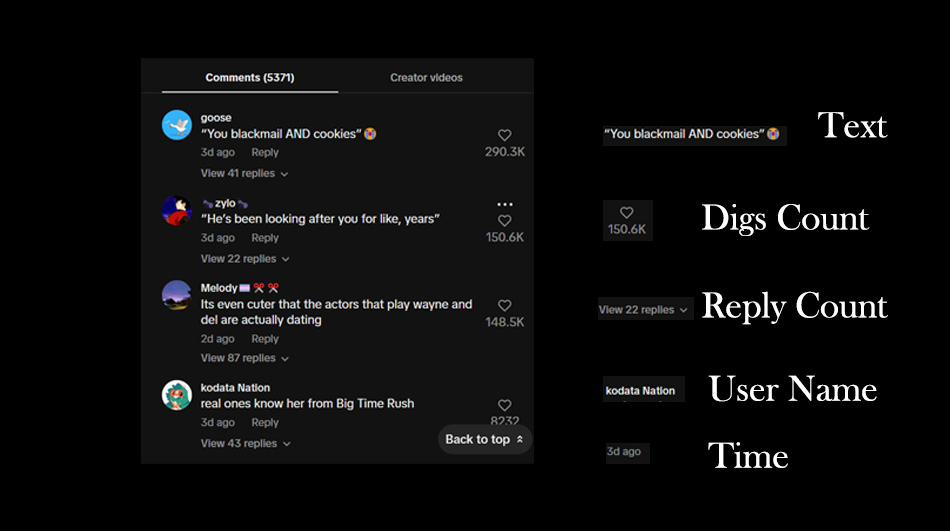 Comments (5371)
Creator videos
goose
“You blackmail AND cookies” 😭
3d ago Reply
View 41 replies
290.3K
zylo
“He’s been looking after you for like, years”
3d ago Reply
View 22 replies
150.6K
Melody
Its even cuter that the actors that play wayne and
del are actually dating
2d ago Reply
View 87 replies
148.5K
kodata Nation
real ones know her from Big Time Rush
3d ago Reply
View 43 replies
8232
Back to top
“You blackmail AND cookies” 😭
Text
150.6K
Digs Count
View 22 replies
Reply Count
kodata Nation
User Name
3d ago
Time